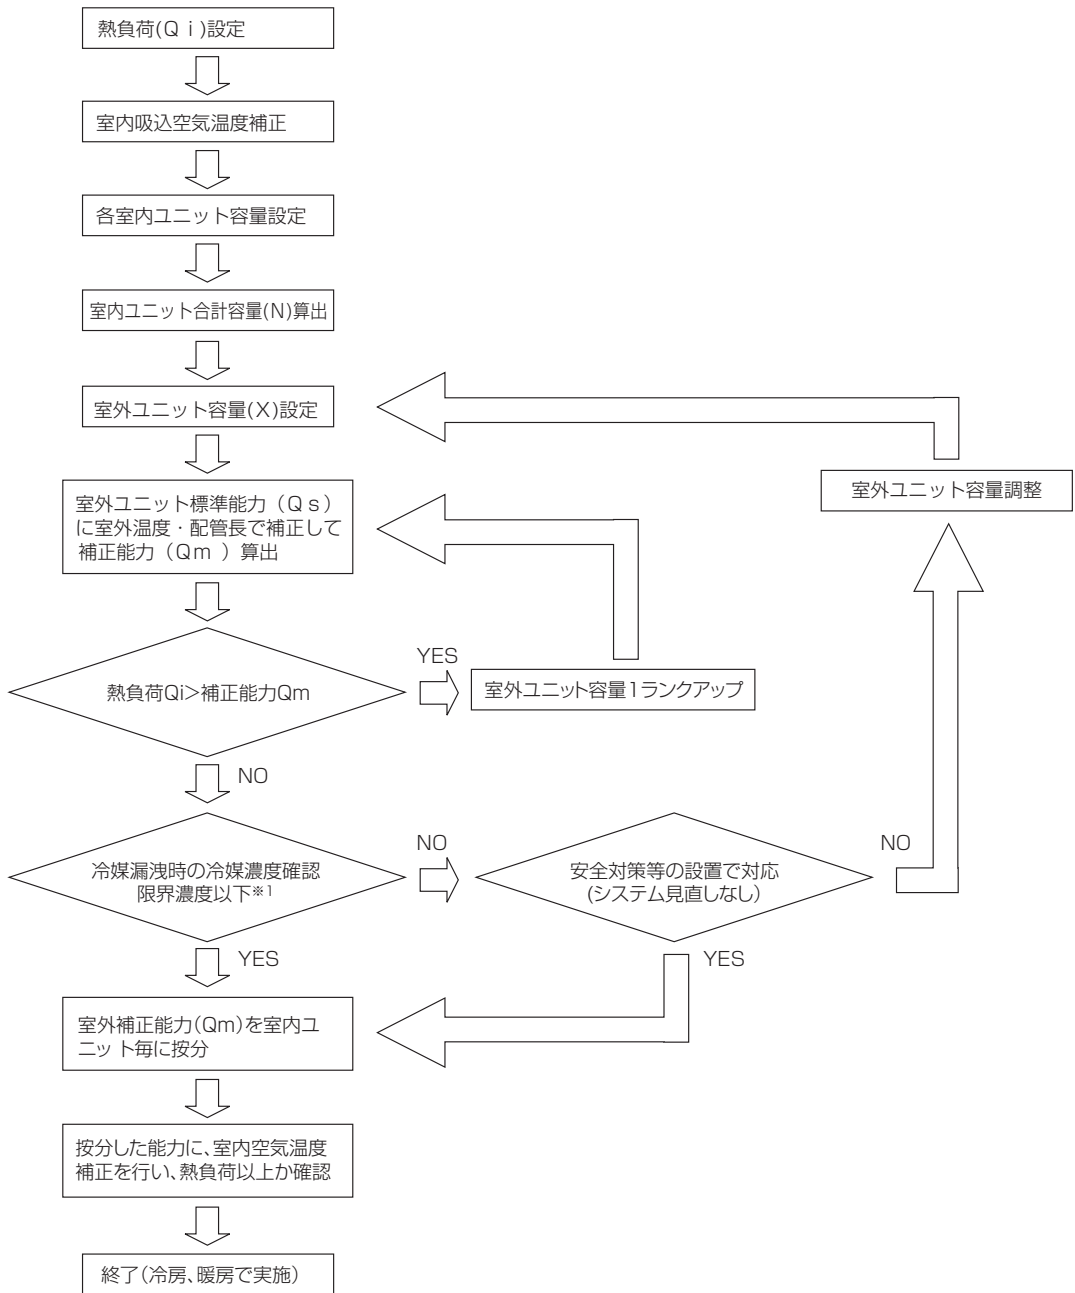 熱負荷(Ｑｉ)設定
室内吸込空気温度補正
各室内ユニット容量設定
室内ユニット合計容量(N)算出
室外ユニット容量(X)設定
室外ユニット容量調整
室外ユニット標準能力（Ｑｓ）
に室外温度・配管長で補正して
補正能力（Ｑｍ）算出
YES
熱負荷Qi>補正能力Qm
室外ユニット容量1ランクアップ
NO
NO
NO
冷媒漏洩時の冷媒濃度確認
限界濃度以下※1
安全対策等の設置で対応
(システム見直しなし)
YES
YES
室外補正能力(Qm)を室内ユ
ニット毎に按分
按分した能力に、室内空気温度
補正を行い、熱負荷以上か確認
終了(冷房、暖房で実施)